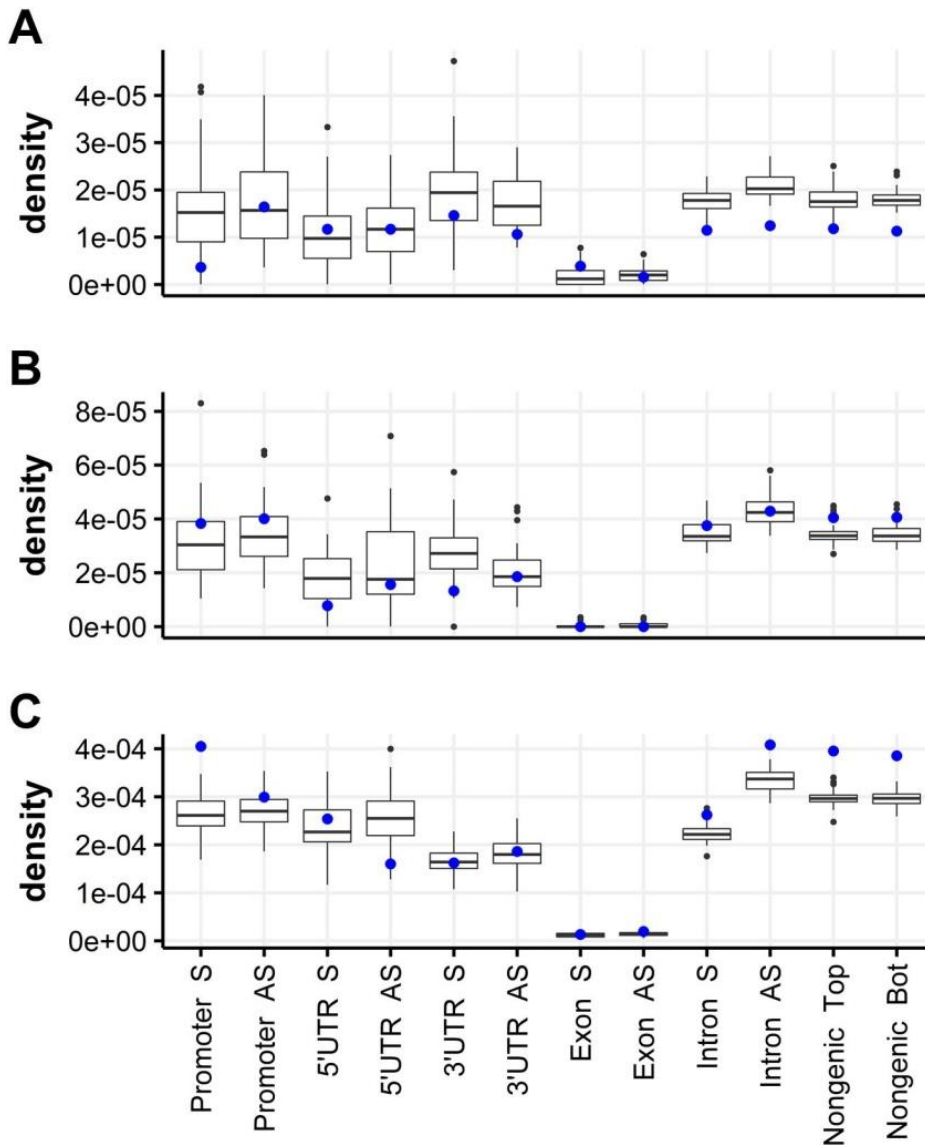 A
density
4e-05
3e-05
2e-05
1e-05
0e+00
B
density
8e-05
6e-05
4e-05
2e-05
0e+00
C
density
4e-04
3e-04
2e-04
1e-04
0e+00
Promoter S
Promoter AS
5'UTR S
5'UTR AS
3'UTR S
3'UTR AS
Exon S
Exon AS
Intron S
Intron AS
Nongenic Top
Nongenic Bot